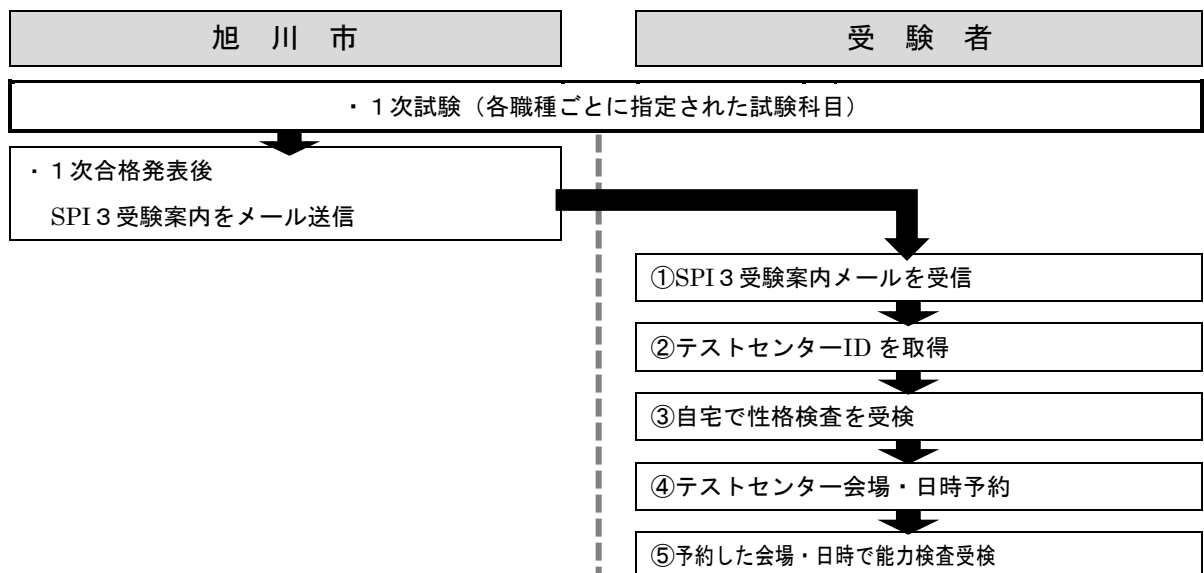 旭 川 市
受 験 者
・１次試験（各職種ごとに指定された試験科目）
・１次合格発表後
SPI３受験案内をメール送信
①SPI３受験案内メールを受信
②テストセンターID を取得
③自宅で性格検査を受検
④テストセンター会場・日時予約
⑤予約した会場・日時で能力検査受検